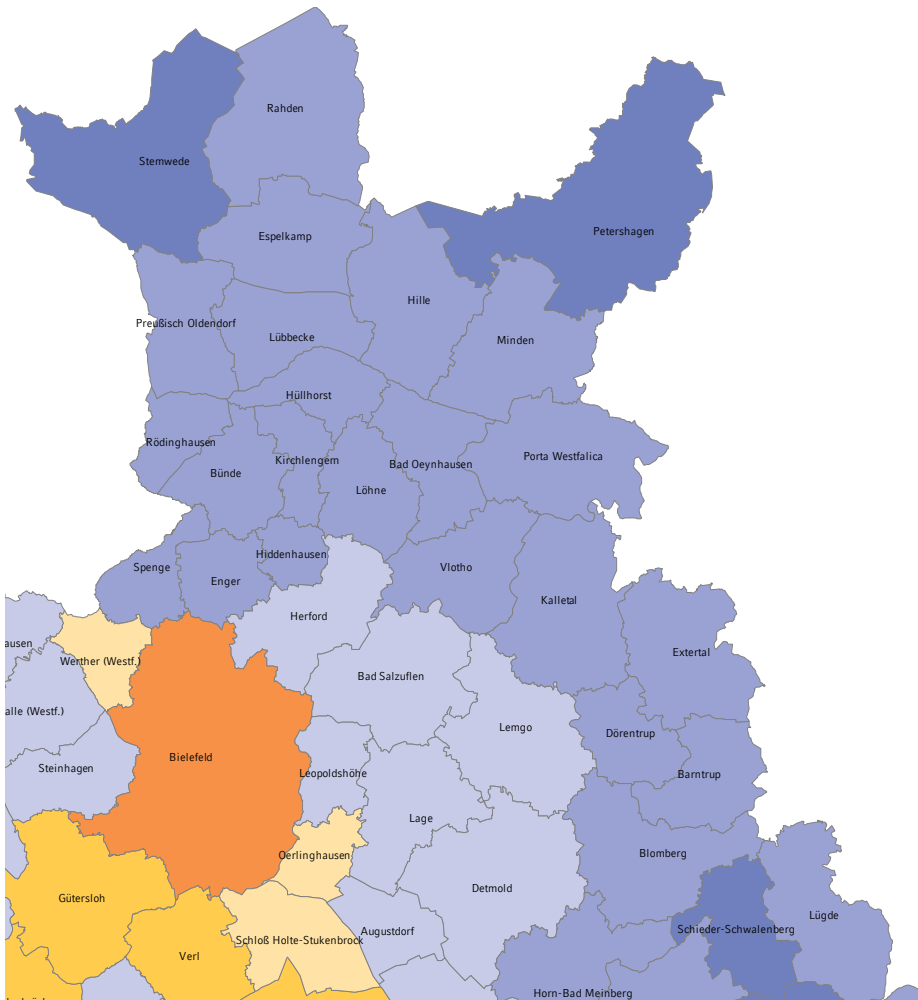 Rahden
Stemwede
Petershagen
Espelkamp
Hille
Preußisch Oldendorf
Lübbecke
Minden
Hüllhorst
Rödinghausen
Kirchlengern
Bad Oeynhausen
Porta Westfalica
Bünde
Löhne
Hiddenhausen
Spenge
Enger
Vlotho
Kalletal
Herford
ausen
Werther (Westf.)
Extertal
Bad Salzuflen
alle (Westf.)
Lemgo
Dörentrup
Bielefeld
Steinhagen
Leopoldshöhe
Barntrup
Lage
Oerlinghausen
Blomberg
Detmold
Gütersloh
Lügde
Augustdorf
Schieder-Schwalenberg
Schloß Holte-Stukenbrock
Verl
Horn-Bad Meinberg